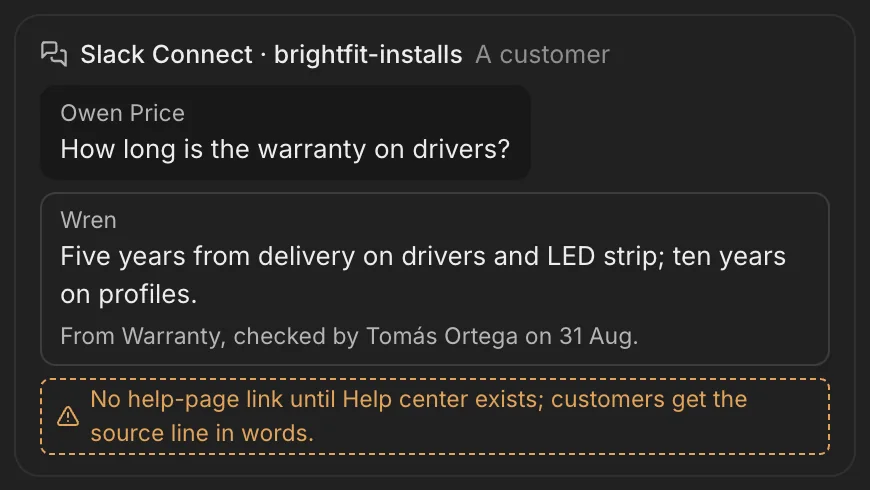 Slack Connect · brightfit-installs A customer
Owen Price
How long is the warranty on drivers?
Wren
Five years from delivery on drivers and LED strip; ten years
on profiles.
From Warranty, checked by Tomás Ortega on 31 Aug.
No help-page link until Help center exists; customers get the
source line in words.